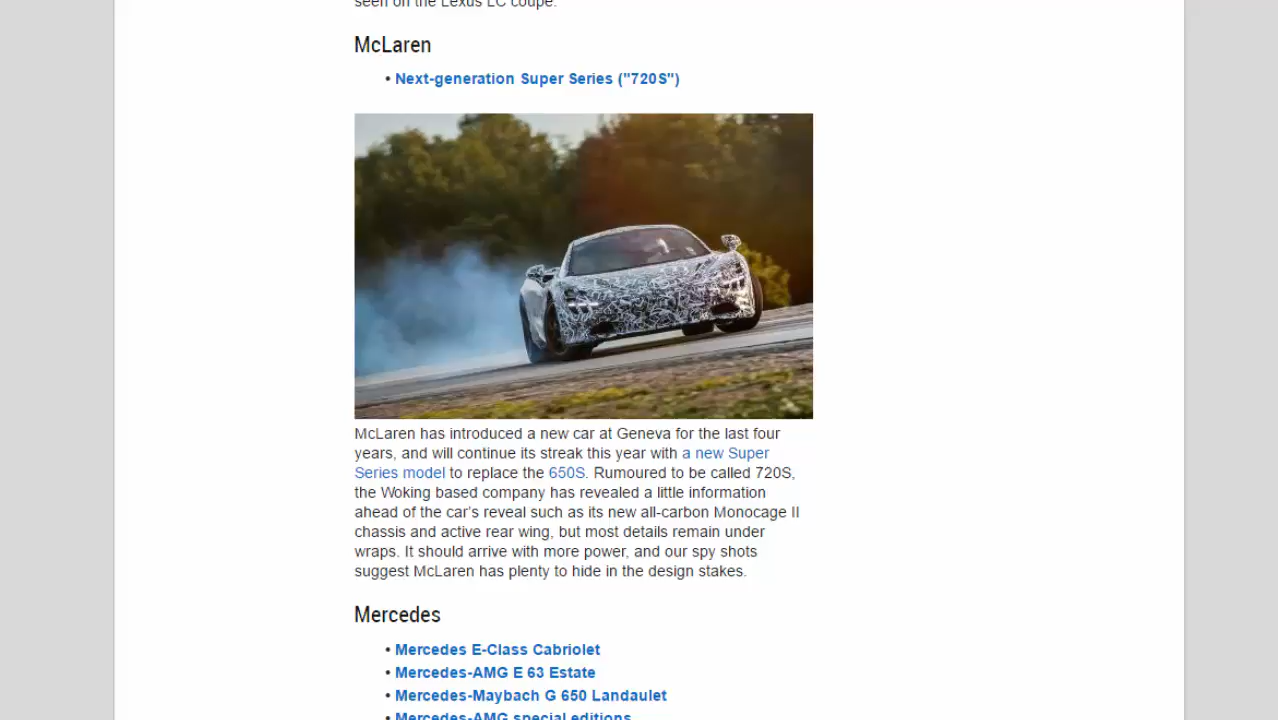 seen on the Lexus LC coupe.
McLaren
• Next-generation Super Series ("720S")
McLaren has introduced a new car at Geneva for the last four
years, and will continue its streak this year with a new Super
Series model to replace the 650S. Rumoured to be called 720S,
the Woking based company has revealed a little information
ahead of the car's reveal such as its new all-carbon Monocage II
chassis and active rear wing, but most details remain under
wraps. It should arrive with more power, and our spy shots
suggest McLaren has plenty to hide in the design stakes.
Mercedes
• Mercedes E-Class Cabriolet
• Mercedes-AMG E 63 Estate
• Mercedes-Maybach G 650 Landaulet
• Mercedes-AMG special editions